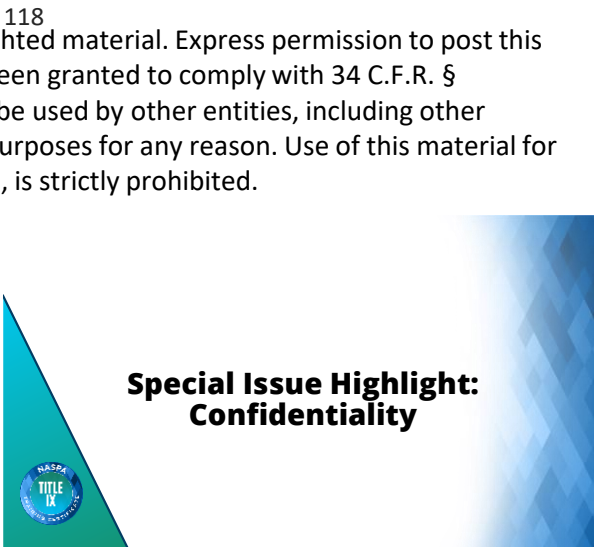 118
hted material. Express permission to post this
een granted to comply with 34 C.F.R. §
be used by other entities, including other
urposes for any reason. Use of this material for
, is strictly prohibited.
Special Issue Highlight:
Confidentiality
NASPA
TITLE
IX
TRAINING CERTIFICATE